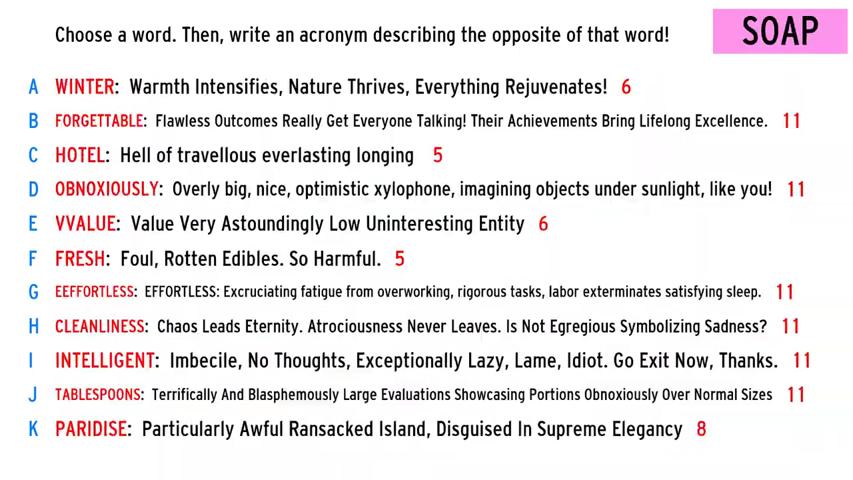 Choose a word. Then, write an acronym describing the opposite of that word!
SOAP
A WINTER: Warmth Intensifies, Nature Thrives, Everything Rejuvenates! 6
B FORGETTABLE: Flawless Outcomes Really Get Everyone Talking! Their Achievements Bring Lifelong Excellence. 11
C HOTEL: Hell of travellous everlasting longing 5
D OBNOXIOUSLY: Overly big, nice, optimistic xylophone, imagining objects under sunlight, like you! 11
E VVALUE: Value Very Astoundingly Low Uninteresting Entity 6
F FRESH: Foul, Rotten Edibles. So Harmful. 5
G EEFFORTLESS: EFFORTLESS: Excruciating fatigue from overworking, rigorous tasks, labor exterminates satisfying sleep. 11
H CLEANLINESS: Chaos Leads Eternity. Atrociousness Never Leaves. Is Not Egregious Symbolizing Sadness? 11
I INTELLIGENT: Imbecile, No Thoughts, Exceptionally Lazy, Lame, Idiot. Go Exit Now, Thanks. 11
J TABLESPOONS: Terrifically And Blasphemously Large Evaluations Showcasing Portions Obnoxiously Over Normal Sizes 11
K PARIDISE: Particularly Awful Ransacked Island, Disguised In Supreme Elegancy 8